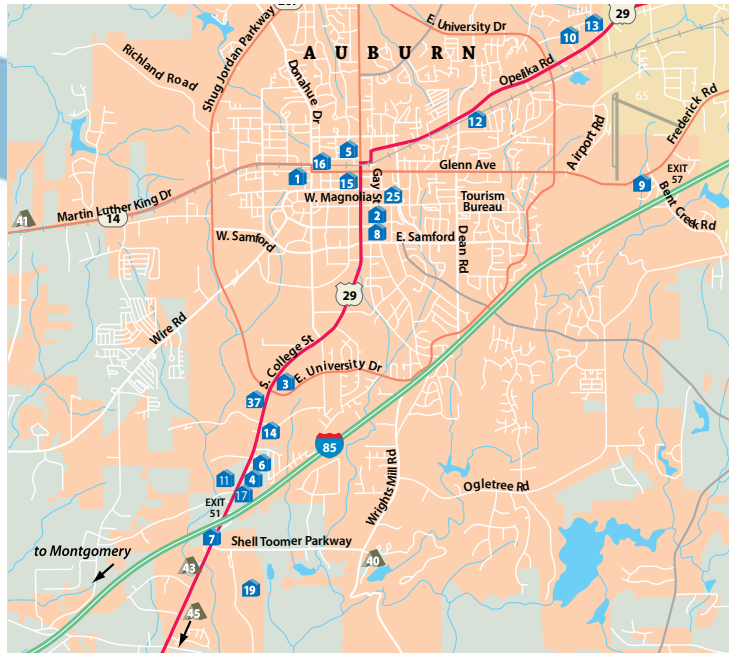 29
E. University Dr
13
10
A U B U R N
Shug Jordan Parkway
Richland Road
Donahue Dr
Opelika Rd
65
12
Airport Rd
Frederick Rd
5
16
Glenn Ave
EXIT
57
1
15
Gay St
9
W. Magnolia
25
Tourism
Bureau
Bent Creek Rd
Martin Luther King Dr
14
41
2
8
W. Samford
E. Samford
Dean Rd
29
Wire Rd
S. College St
E. University Dr
3
37
14
85
6
11
4
17
EXIT
51
Wrights Mill Rd
Ogletree Rd
7
Shell Toomer Parkway
to Montgomery
43
40
19
45